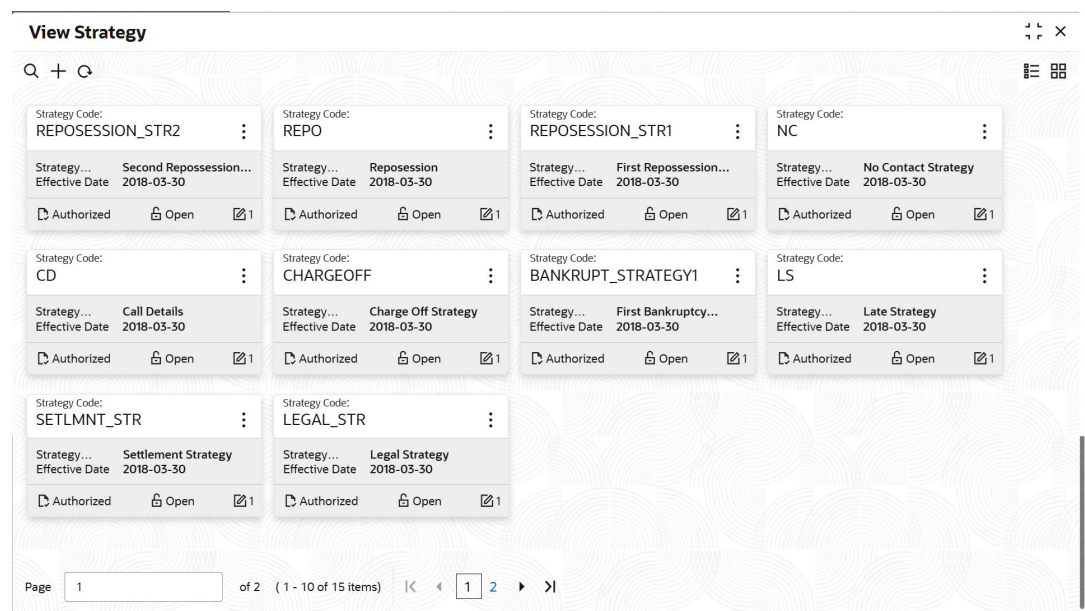 View Strategy
Strategy Code:
REPOSESSION_STR2
Strategy... Second Repossession...
Effective Date 2018-03-30
Authorized Open 1
Strategy Code:
REPO
Strategy... Reposession
Effective Date 2018-03-30
Authorized Open 1
Strategy Code:
REPOSESSION_STR1
Strategy... First Repossession...
Effective Date 2018-03-30
Authorized Open 1
Strategy Code:
NC
Strategy... No Contact Strategy
Effective Date 2018-03-30
Authorized Open 1
Strategy Code:
CD
Strategy... Call Details
Effective Date 2018-03-30
Authorized Open 1
Strategy Code:
CHARGEOFF
Strategy... Charge Off Strategy
Effective Date 2018-03-30
Authorized Open 1
Strategy Code:
BANKRUPT_STRATEGY1
Strategy... First Bankruptcy...
Effective Date 2018-03-30
Authorized Open 1
Strategy Code:
LS
Strategy... Late Strategy
Effective Date 2018-03-30
Authorized Open 1
Strategy Code:
SETLMNT_STR
Strategy... Settlement Strategy
Effective Date 2018-03-30
Authorized Open 1
Strategy Code:
LEGAL_STR
Strategy... Legal Strategy
Effective Date 2018-03-30
Authorized Open 1
Page 1 of 2 ( 1 - 10 of 15 items) 1 2